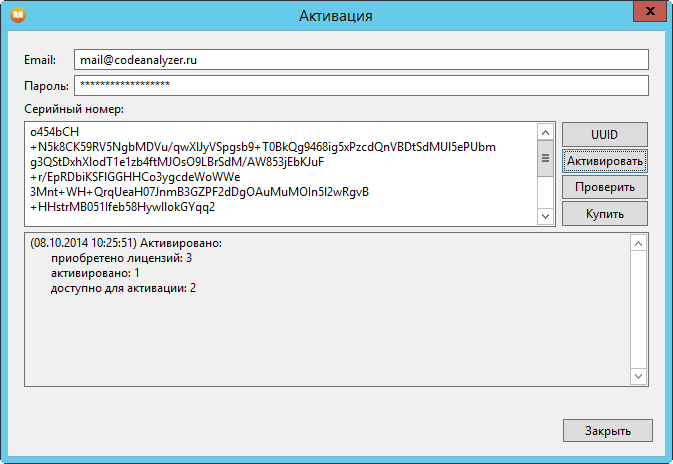 Активация
Email: mail@codeanalyzer.ru
Пароль: ******************
Серийный номер:
o454bCH
+N5k8CK59RV5NgbMDVu/qwXlJyVSpgsb9+T0BkQg9468ig5xPzcdQnVBDtSdMUI5ePUbm
g3QStDxhXlodT1e1zb4ftMJOsO9LBrSdM/AW853jEbKJuF
+r/EpRDbiKSFIGGHHCo3ygcdeWoWWe
3Mnt+WH+QrqUeaH07JnmB3GZPF2dDgOAuMuMOIn5I2wRgvB
+HHstrMB051lfeb58HywIlokGYqq2
UUID
Активировать
Проверить
Купить
(08.10.2014 10:25:51) Активировано:
приобретено лицензий: 3
активировано: 1
доступно для активации: 2
Закрыть